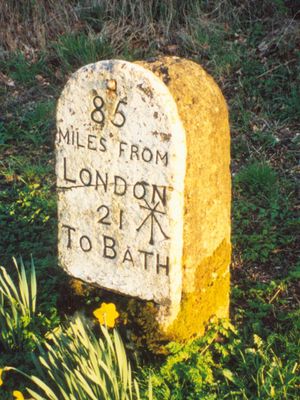 85
MILES FROM
LONDON
21
TO BATH